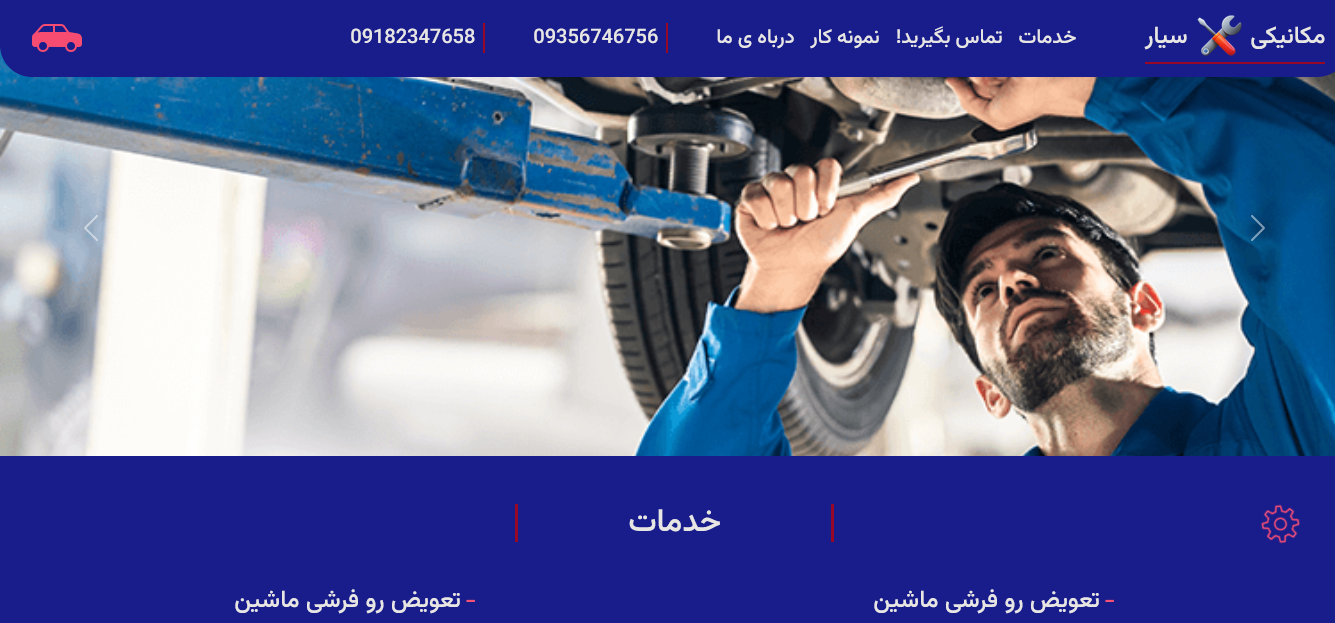 مکانیکی سیار
خدمات تماس بگیرید! نمونه کار درباه ی ما
09356746756
09182347658
خدمات
- تعویض رو فرشی ماشین
- تعویض رو فرشی ماشین